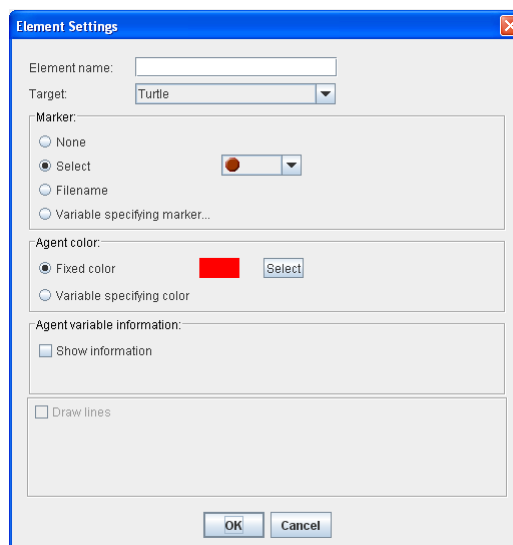 Element Settings
Element name:
Target: Turtle
Marker:
None
Select
Filename
Variable specifying marker...
Agent color:
Fixed color Select
Variable specifying color
Agent variable information:
Show information
Draw lines
OK Cancel